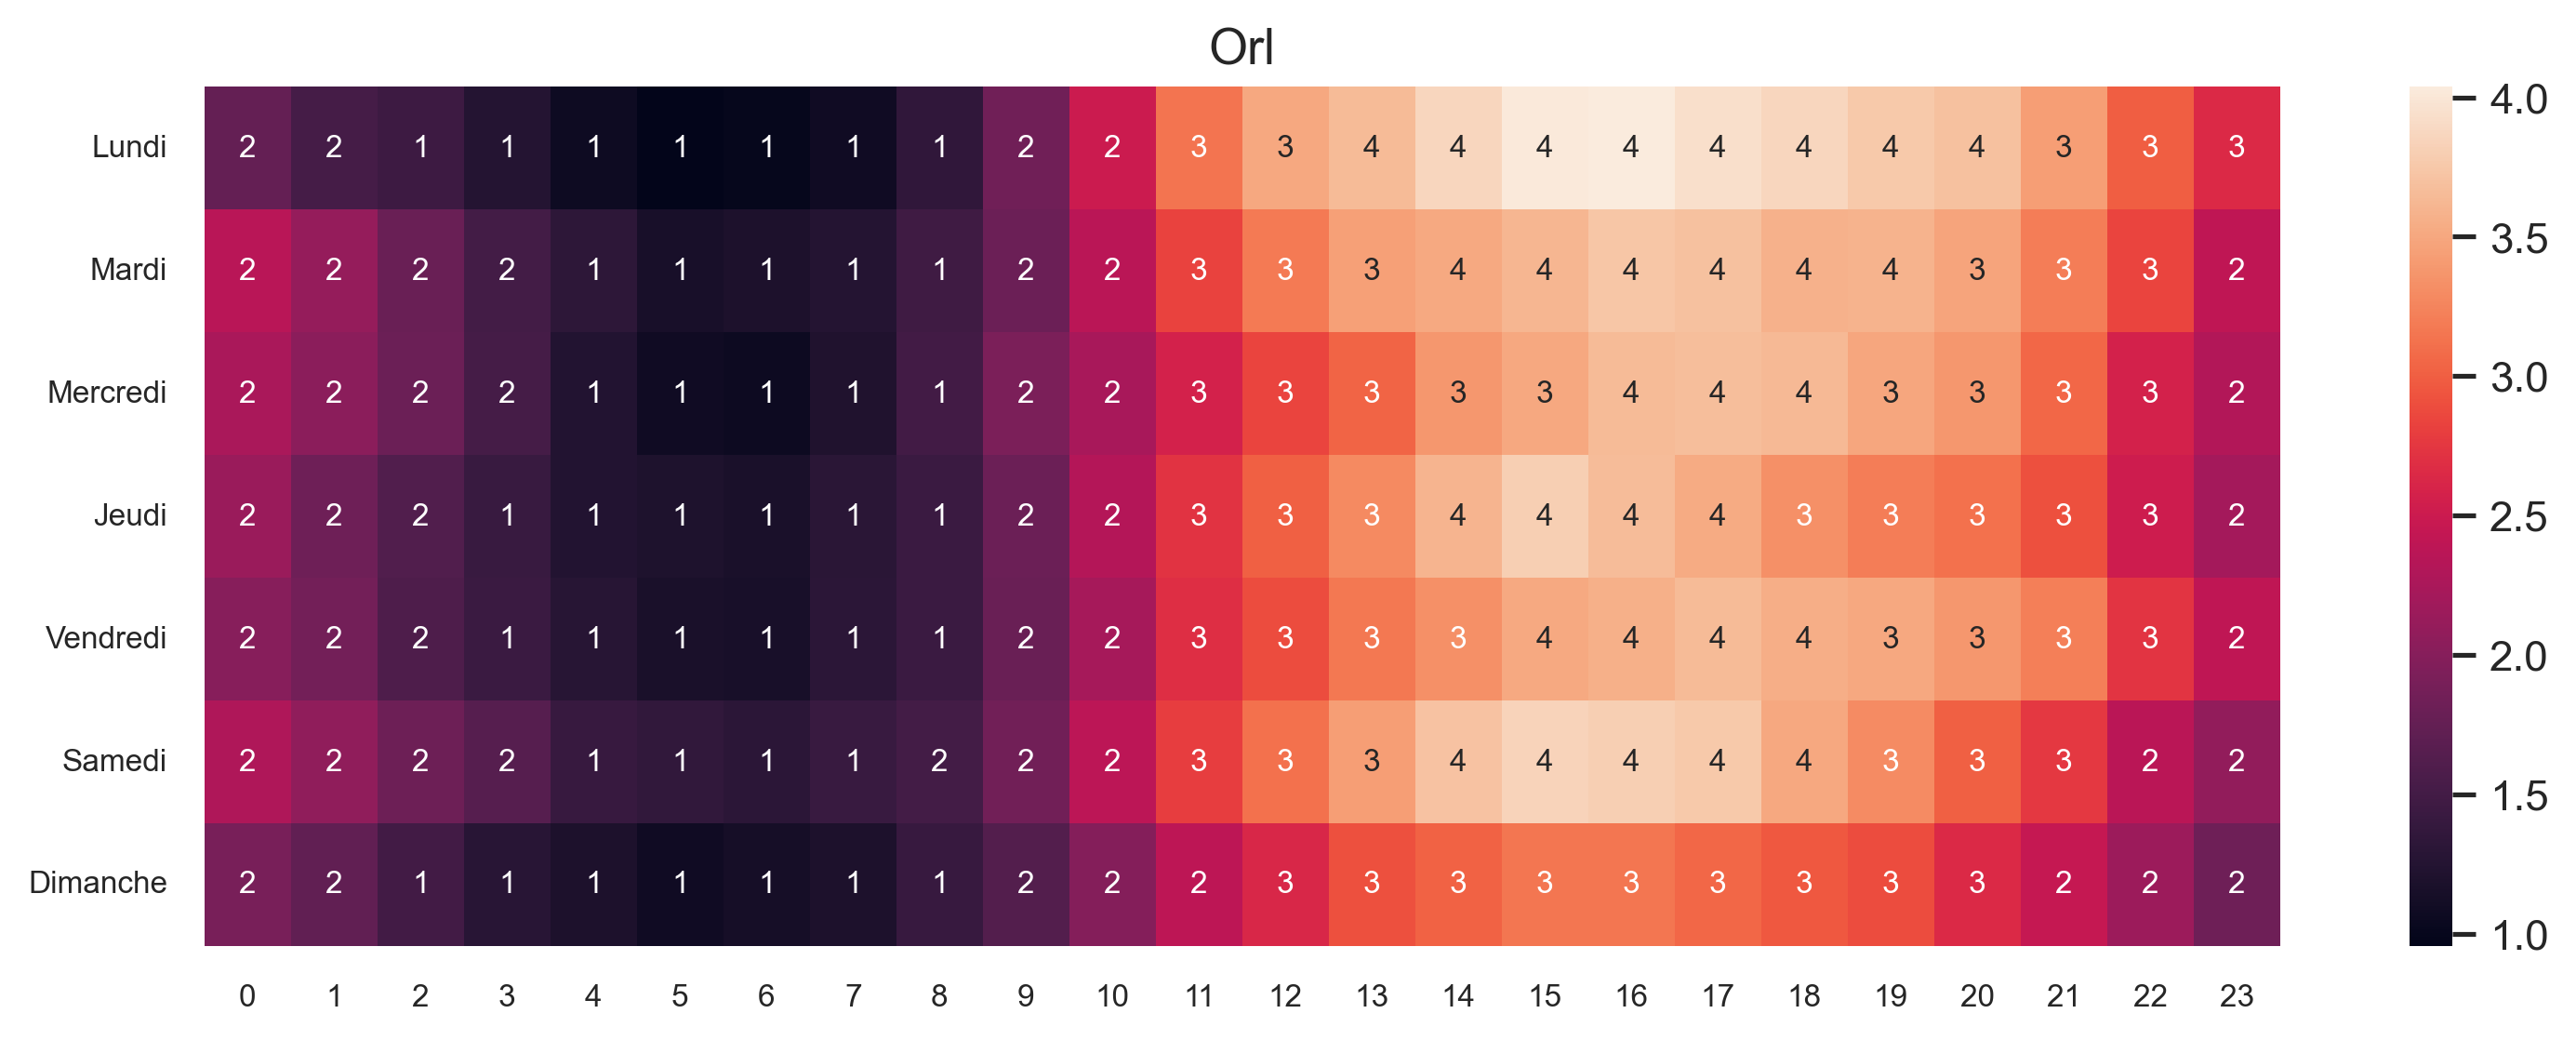 Orl
Lundi 2 2 1 1 1 1 1 1 1 2 2 3 3 4 4 4 4 4 4 4 4 3 3 3
Mardi 2 2 2 2 1 1 1 1 1 2 2 3 3 3 4 4 4 4 4 4 3 3 3 2
Mercredi 2 2 2 2 1 1 1 1 1 2 2 3 3 3 3 3 4 4 4 3 3 3 3 2
Jeudi 2 2 2 1 1 1 1 1 1 2 2 3 3 3 4 4 4 4 3 3 3 3 3 2
Vendredi 2 2 2 1 1 1 1 1 1 2 2 3 3 3 3 4 4 4 4 3 3 3 3 2
Samedi 2 2 2 2 1 1 1 1 2 2 2 3 3 3 4 4 4 4 4 3 3 3 2 2
Dimanche 2 2 1 1 1 1 1 1 1 2 2 2 3 3 3 3 3 3 3 3 3 2 2 2
0 1 2 3 4 5 6 7 8 9 10 11 12 13 14 15 16 17 18 19 20 21 22 23
4.0
3.5
3.0
2.5
2.0
1.5
1.0